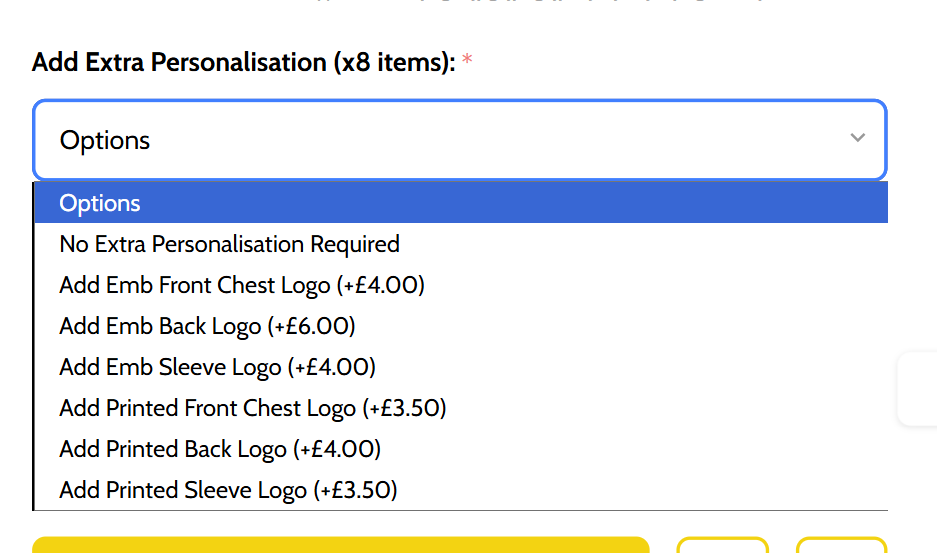 Add Extra Personalisation (x8 items): *
Options
Options
No Extra Personalisation Required
Add Emb Front Chest Logo (+£4.00)
Add Emb Back Logo (+£6.00)
Add Emb Sleeve Logo (+£4.00)
Add Printed Front Chest Logo (+£3.50)
Add Printed Back Logo (+£4.00)
Add Printed Sleeve Logo (+£3.50)